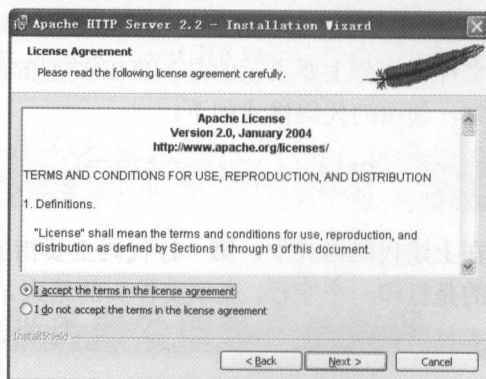 Apache HTTP Server 2.2 - Installation Wizard
License Agreement
Please read the following license agreement carefully.
Apache License
Version 2.0, January 2004
http://www.apache.org/licenses/
TERMS AND CONDITIONS FOR USE, REPRODUCTION, AND DISTRIBUTION
1. Definitions.
"License" shall mean the terms and conditions for use, reproduction, and
distribution as defined by Sections 1 through 9 of this document.
I accept the terms in the license agreement
I do not accept the terms in the license agreement
InstallShield
< Back
Next >
Cancel